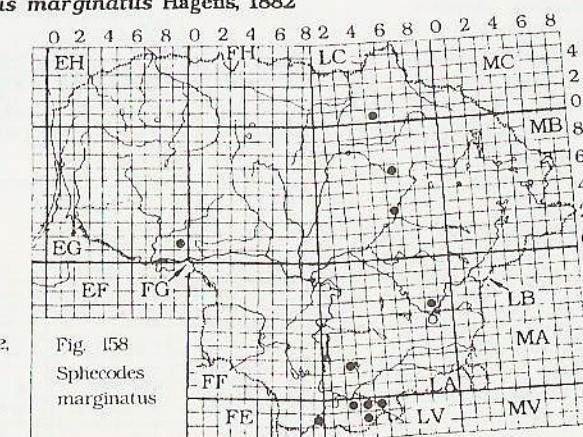 is marginatus Hagens, 1882
0 2 4 6 8 0 2 4 6 8 2 4 6 8 0 2 4 6 8
EH FH LC MC 4
2
0
MB 8
6
EG
EF FG LB
MA
Fig. 158
Sphecodes
marginatus
FF LA
FE LV MV